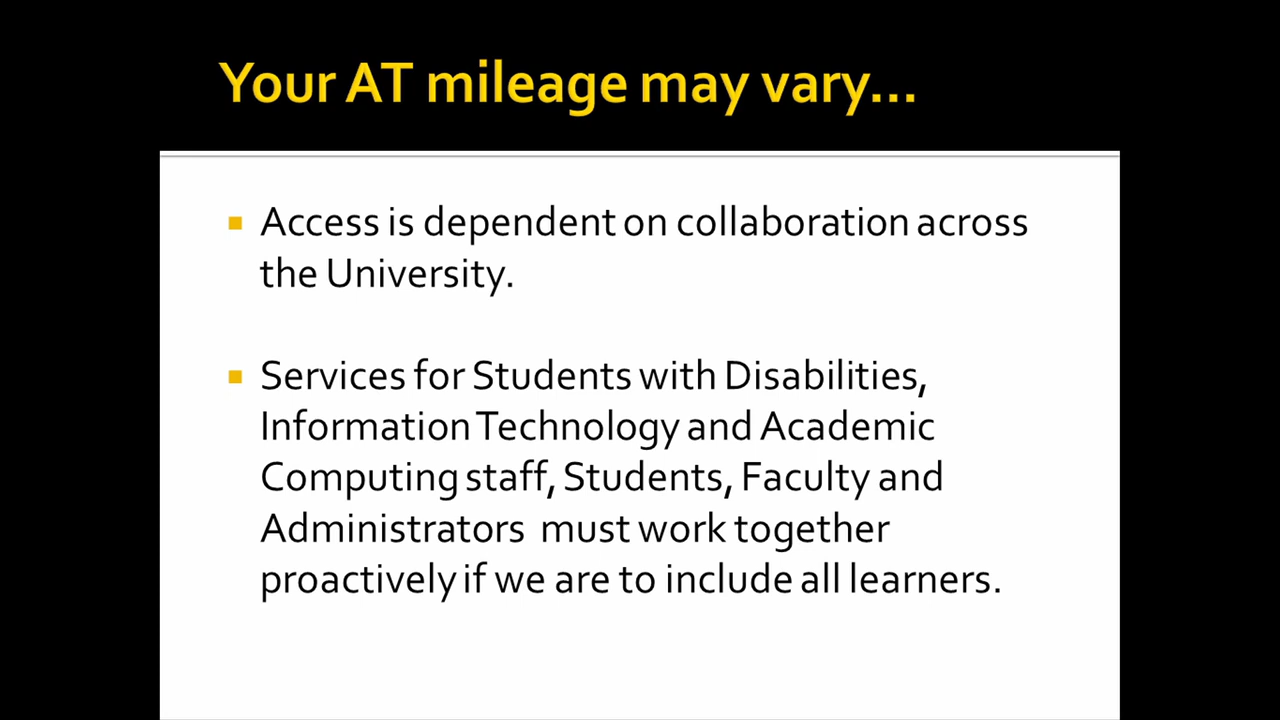 Your AT mileage may vary...
Access is dependent on collaboration across
the University.
Services for Students with Disabilities,
Information Technology and Academic
Computing staff, Students, Faculty and
Administrators  must work together
proactively if we are to include all learners.